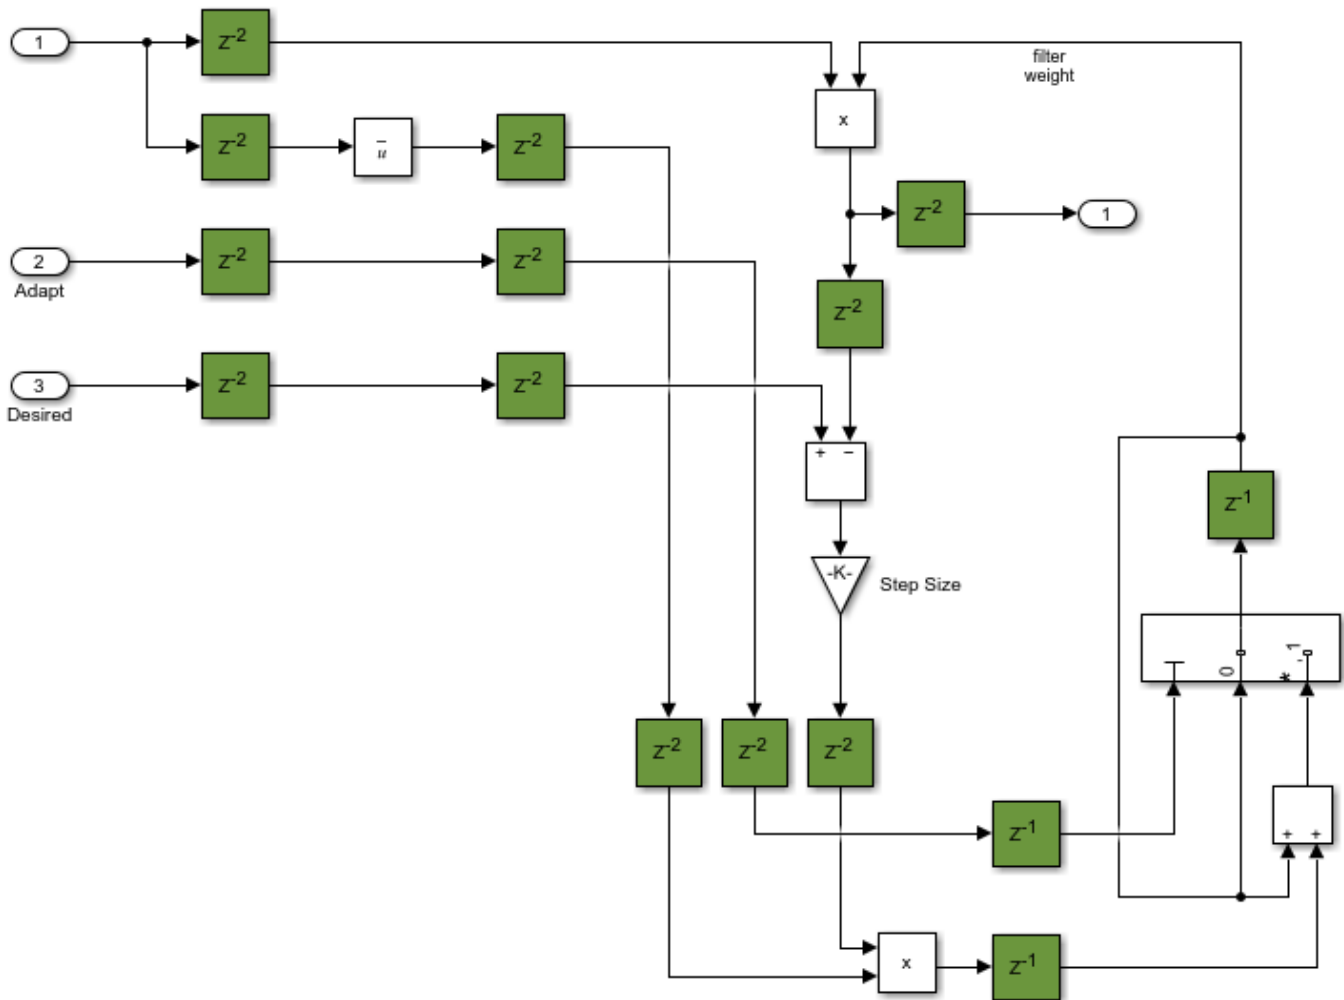 1
Z-2
filter
weight
x
Z-2
u
Z-2
Z-2
1
2
Adapt
Z-2
Z-2
Z-2
3
Desired
Z-2
Z-2
+ −
Z-1
-K-
Step Size
0
*, 1
Z-2
Z-2
Z-2
Z-1
+ +
x
Z-1